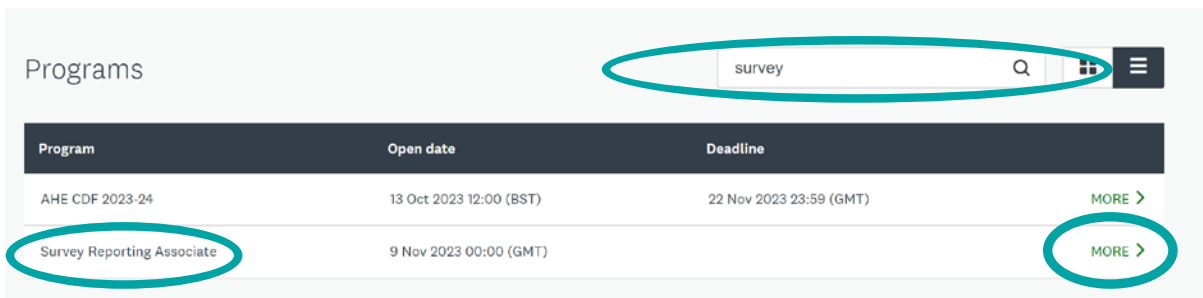 Programs
survey
Program Open date Deadline
AHE CDF 2023-24 13 Oct 2023 12:00 (BST) 22 Nov 2023 23:59 (GMT) MORE
Survey Reporting Associate 9 Nov 2023 00:00 (GMT) MORE